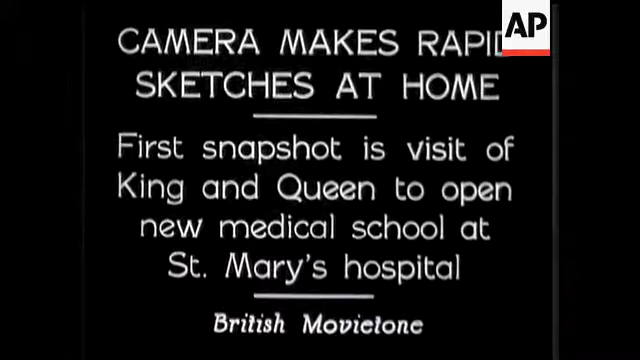 AP
CAMERA MAKES RAPID
SKETCHES AT HOME
First snapshot is visit of
King and Queen to open
new medical school at
St. Mary's hospital
British Movietone